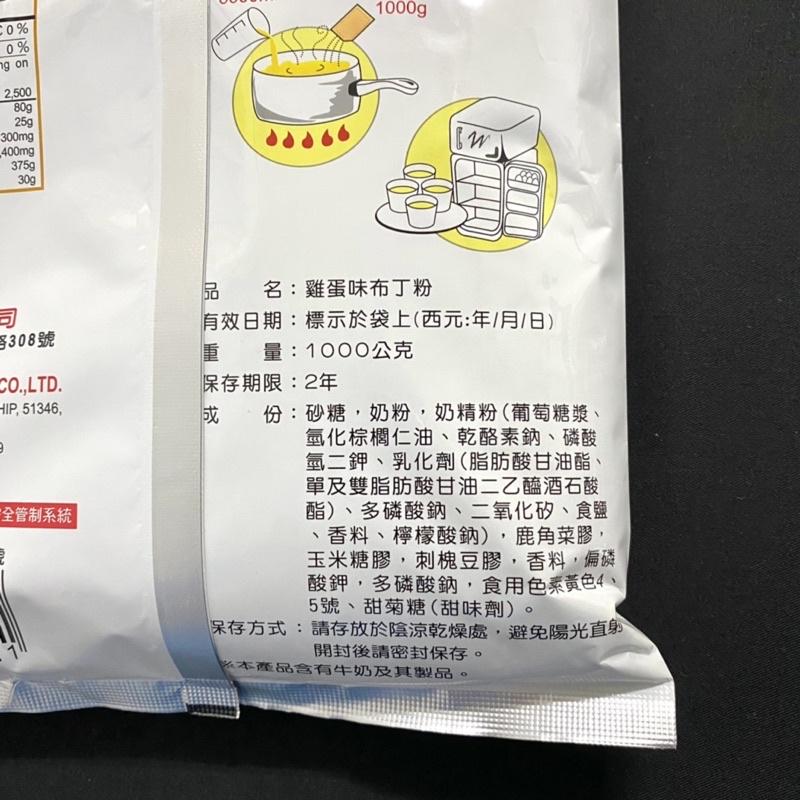 1000g
C 0 %
0 %
ng on
2,500
80g
25g
300mg
,400mg
375g
30g
司
路308號
CO.,LTD.
HIP, 51346,
9
全管制系統
號
1
品　　名：雞蛋味布丁粉
有效日期：標示於袋上(西元:年/月/日)
重　　量：1000公克
保存期限：2年
成　　份：砂糖，奶粉，奶精粉(葡萄糖漿、
氫化棕櫚仁油、乾酪素鈉、磷酸
氫二鉀、乳化劑(脂肪酸甘油酯、
單及雙脂肪酸甘油二乙醯酒石酸
酯)、多磷酸鈉、二氧化矽、食鹽
、香料、檸檬酸鈉)，鹿角菜膠，
玉米糖膠，刺槐豆膠，香料，偏磷
酸鉀，多磷酸鈉，食用色素黃色4、
5號、甜菊糖(甜味劑)。
保存方式：請存放於陰涼乾燥處，避免陽光直射
開封後請密封保存。
※本產品含有牛奶及其製品。